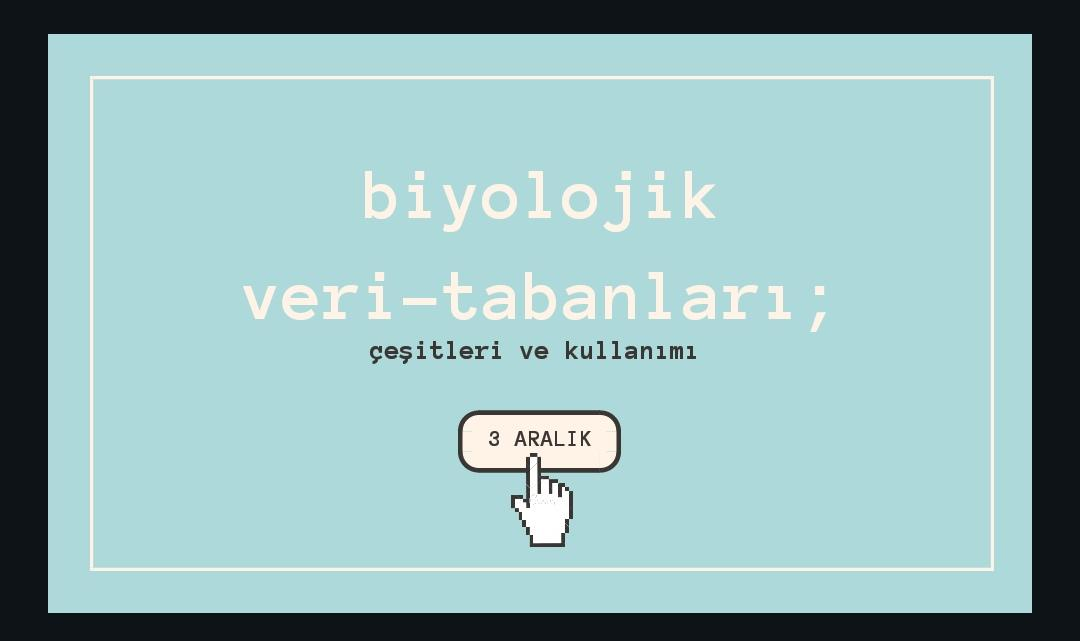 biyolojik
veri-tabanları;
çeşitleri ve kullanımı
3 ARALIK